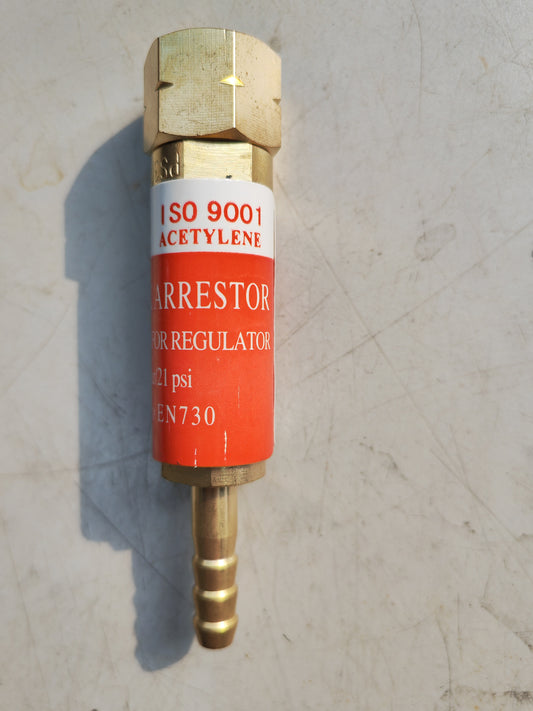 ISO 9001
ACETYLENE
ARRESTOR
FOR REGULATOR
21 psi
EN730